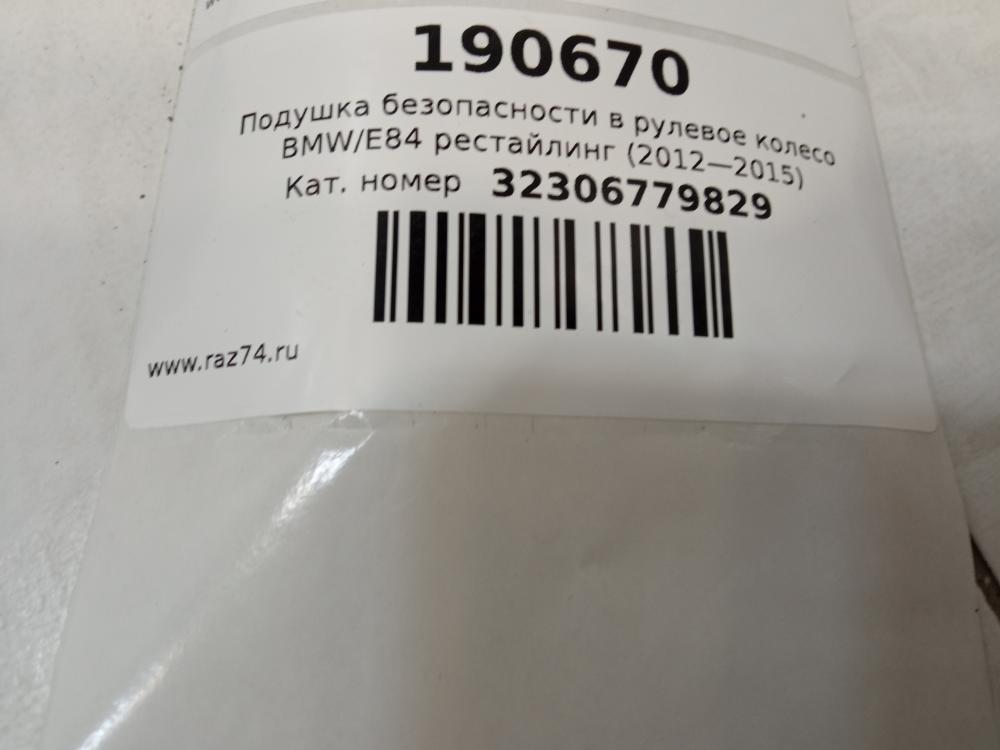 190670
Подушка безопасности в рулевое колесо
BMW/E84 рестайлинг (2012—2015)
Кат. номер 32306779829
www.raz74.ru